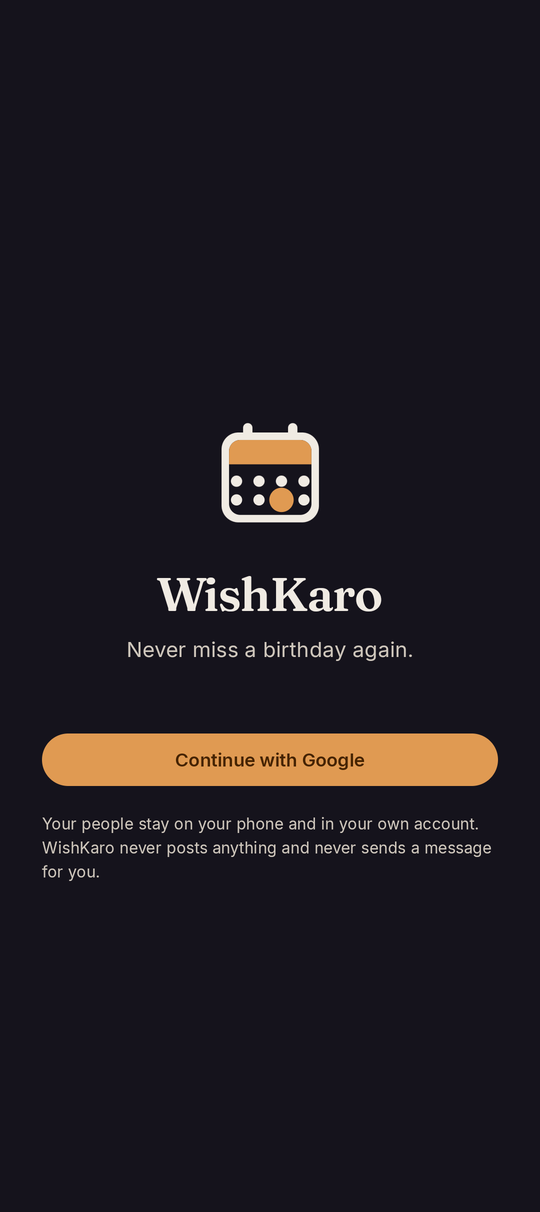 WishKaro
Never miss a birthday again.
Continue with Google
Your people stay on your phone and in your own account.
WishKaro never posts anything and never sends a message
for you.